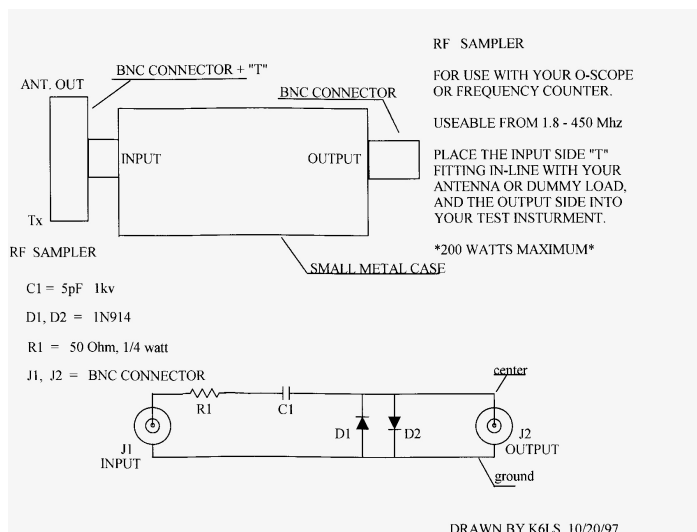 RF SAMPLER
FOR USE WITH YOUR O-SCOPE
OR FREQUENCY COUNTER.
USEABLE FROM 1.8 - 450 Mhz
PLACE THE INPUT SIDE "T"
FITTING IN-LINE WITH YOUR
ANTENNA OR DUMMY LOAD,
AND THE OUTPUT SIDE INTO
YOUR TEST INSTURMENT.
*200 WATTS MAXIMUM*
BNC CONNECTOR + "T"
ANT. OUT
BNC CONNECTOR
INPUT
OUTPUT
Tx
RF SAMPLER
SMALL METAL CASE
C1 = 5pF 1kv
D1, D2 = 1N914
R1 = 50 Ohm, 1/4 watt
J1, J2 = BNC CONNECTOR
center
R1
C1
D1
D2
J1
INPUT
J2
OUTPUT
ground
DRAWN BY K6LS 10/20/97